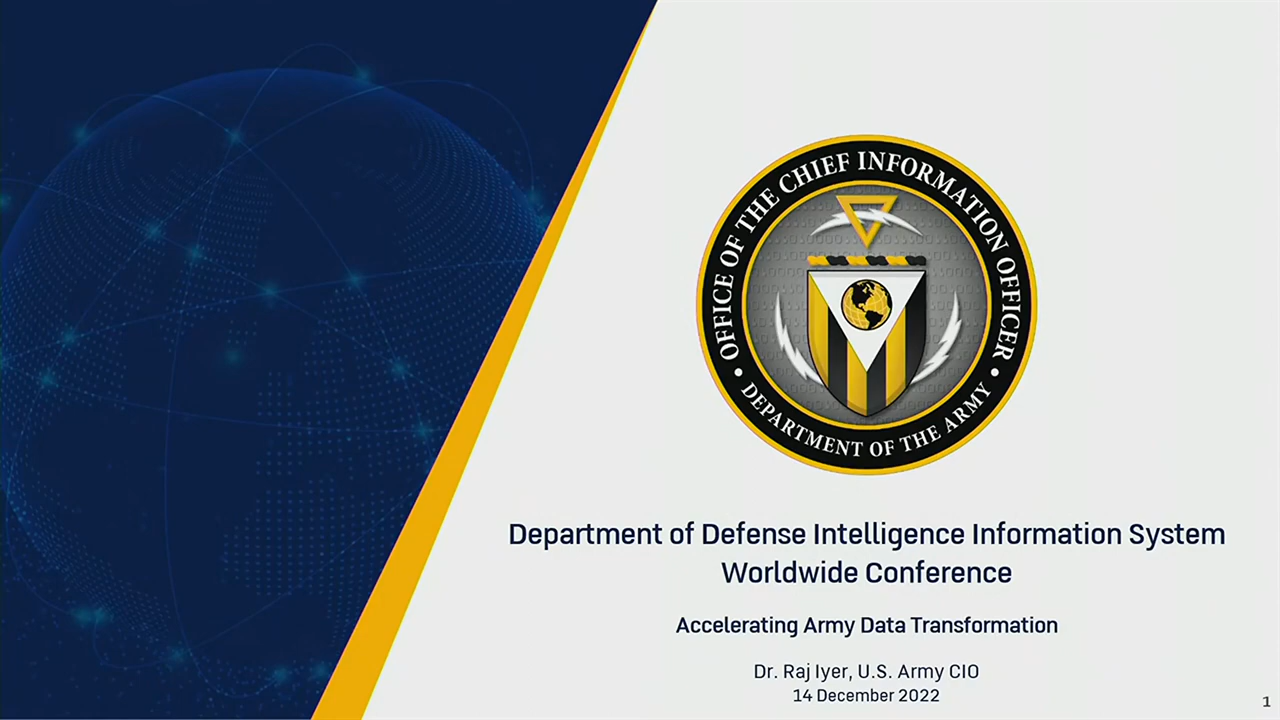 OFFICE OF THE CHIEF INFORMATION OFFICER
DEPARTMENT OF THE ARMY
Department of Defense Intelligence Information System
Worldwide Conference
Accelerating Army Data Transformation
Dr. Raj Iyer, U.S. Army CIO
14 December 2022
1